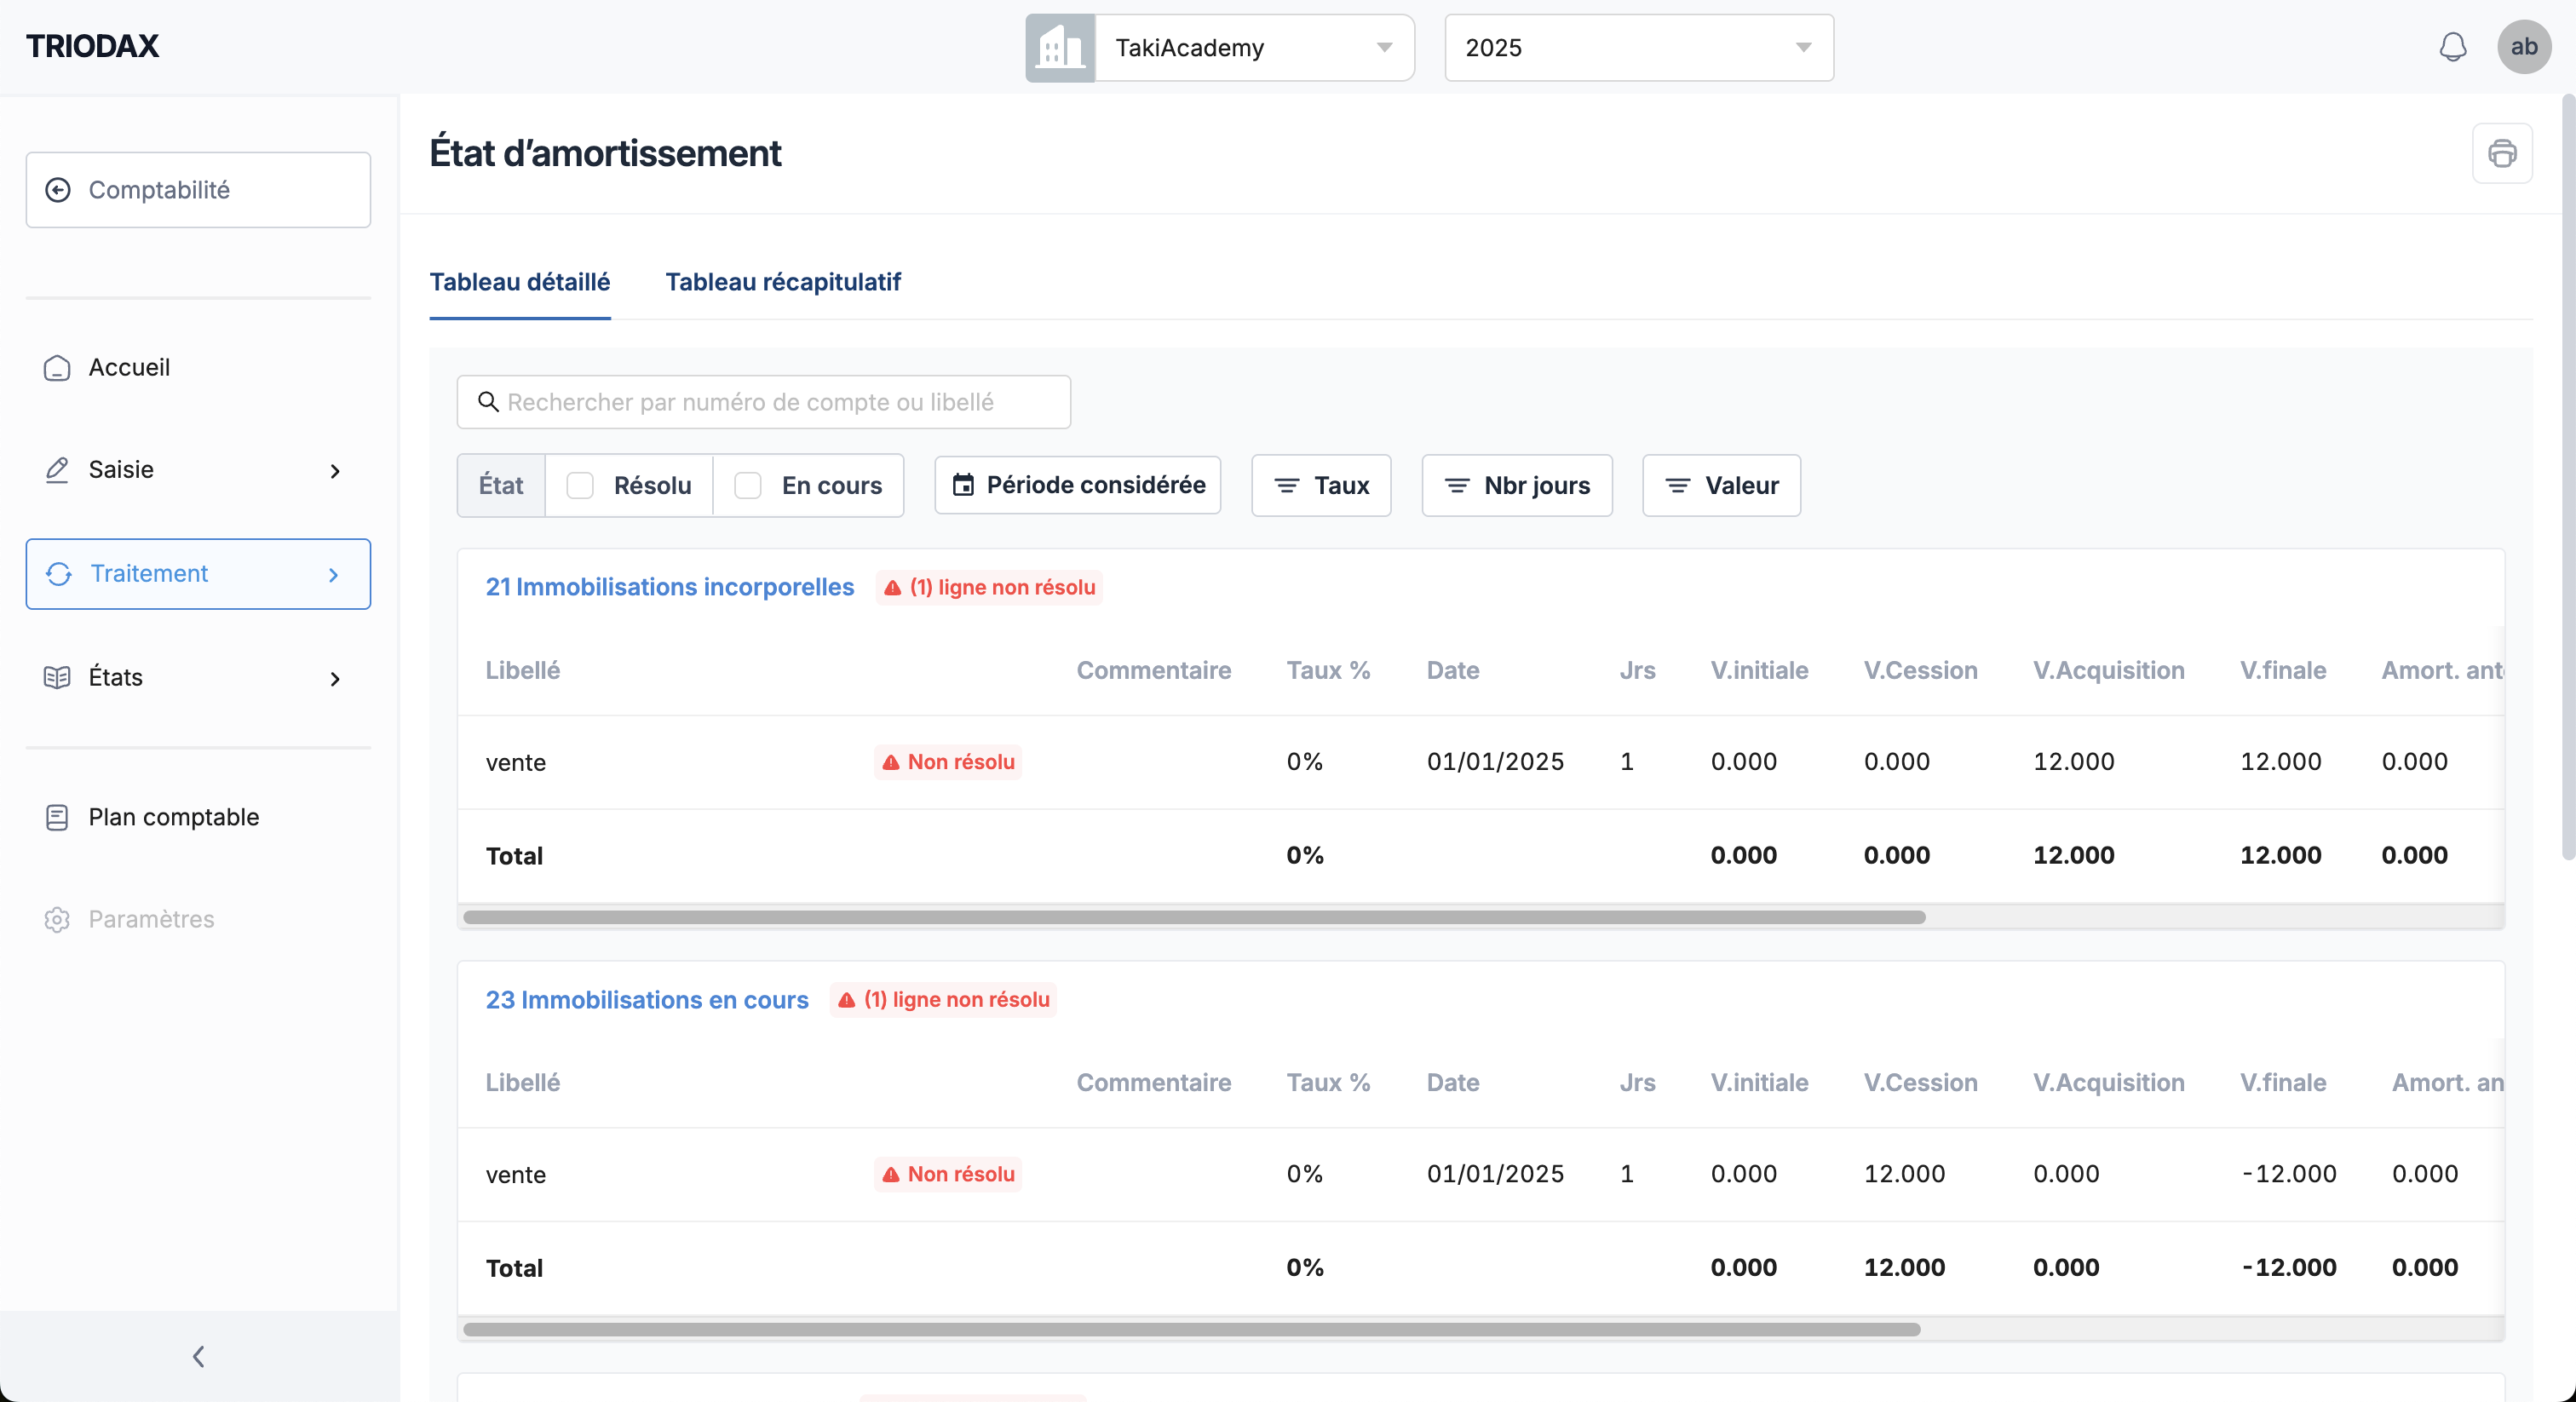 TRIODAX
TakiAcademy
2025
ab
Comptabilité
Accueil
Saisie
Traitement
États
Plan comptable
Paramètres
État d’amortissement
Tableau détaillé
Tableau récapitulatif
Rechercher par numéro de compte ou libellé
État Résolu En cours Période considérée Taux Nbr jours Valeur
21 Immobilisations incorporelles (1) ligne non résolu
Libellé Commentaire Taux % Date Jrs V.initiale V.Cession V.Acquisition V.finale Amort. ant
vente Non résolu 0% 01/01/2025 1 0.000 0.000 12.000 12.000 0.000
Total 0% 0.000 0.000 12.000 12.000 0.000
23 Immobilisations en cours (1) ligne non résolu
Libellé Commentaire Taux % Date Jrs V.initiale V.Cession V.Acquisition V.finale Amort. an
vente Non résolu 0% 01/01/2025 1 0.000 12.000 0.000 -12.000 0.000
Total 0% 0.000 12.000 0.000 -12.000 0.000